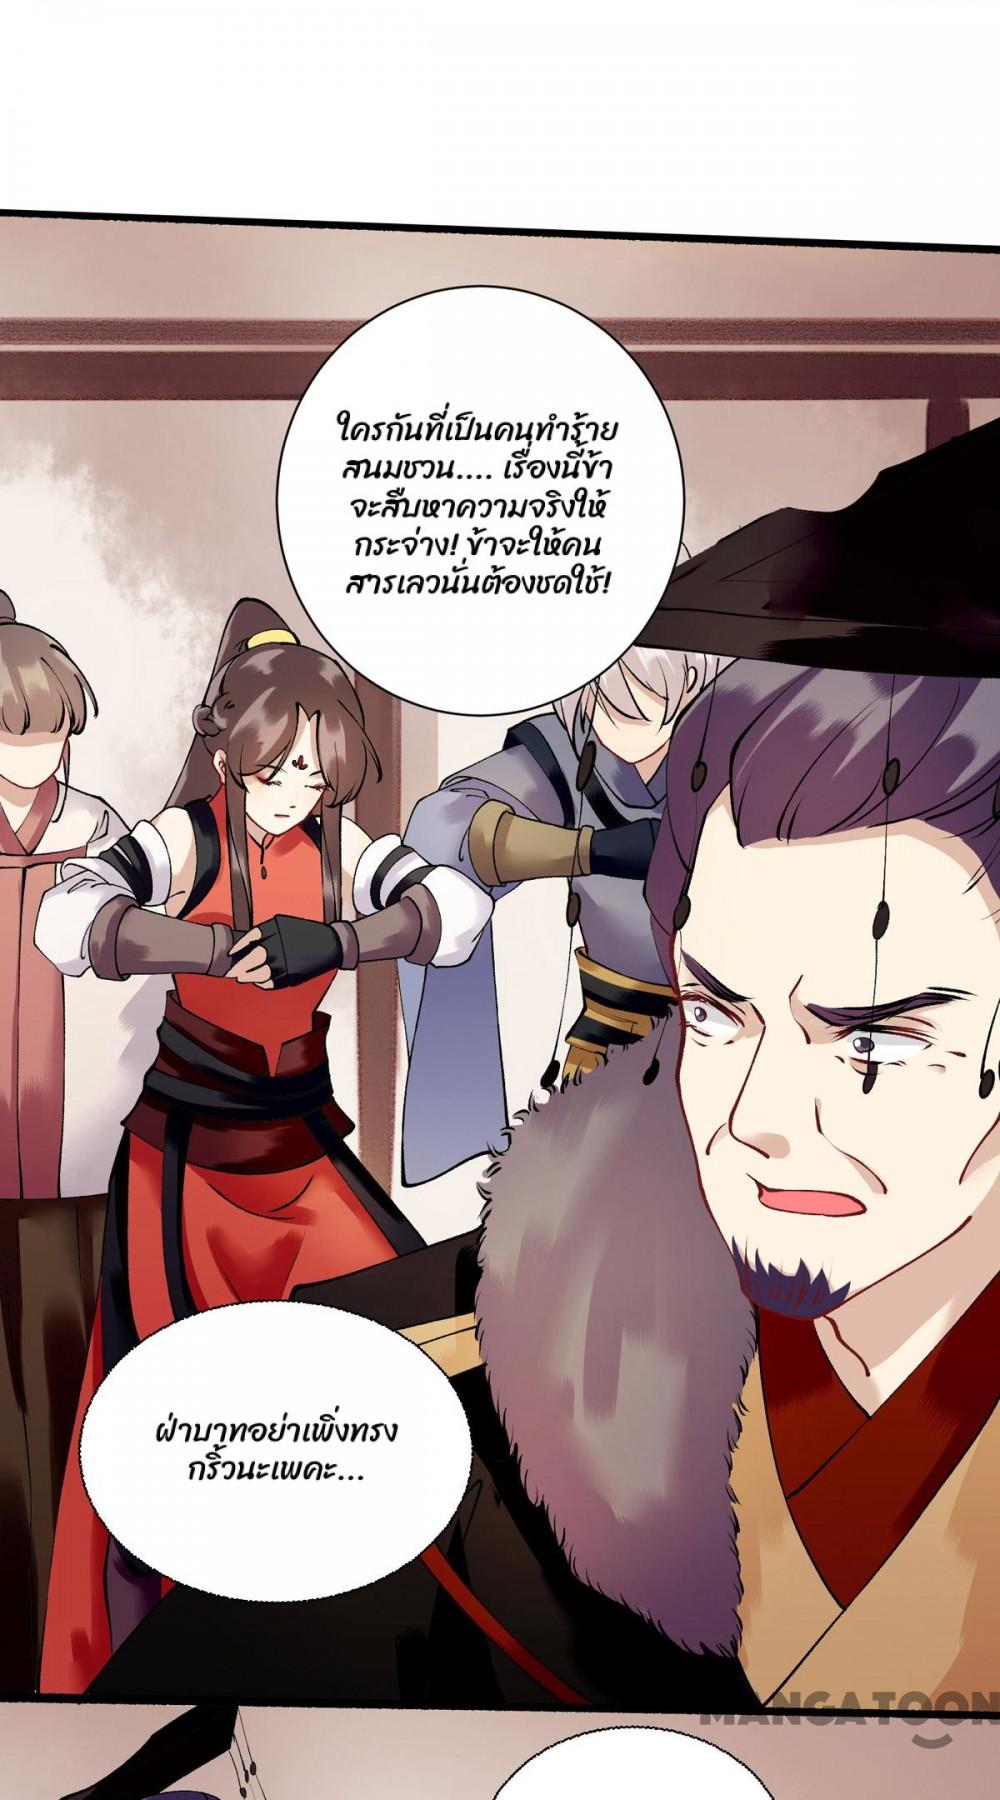 ใครกันที่เป็นคนทำร้าย
สนมชวน.... เรื่องนี้ข้า
จะสืบหาความจริงให้
กระจ่าง! ข้าจะให้คน
สารเลวนั่นต้องชดใช้!
ฝ่าบาทอย่าเพิ่งทรง
กริ้วนะเพคะ...
MANGATOON